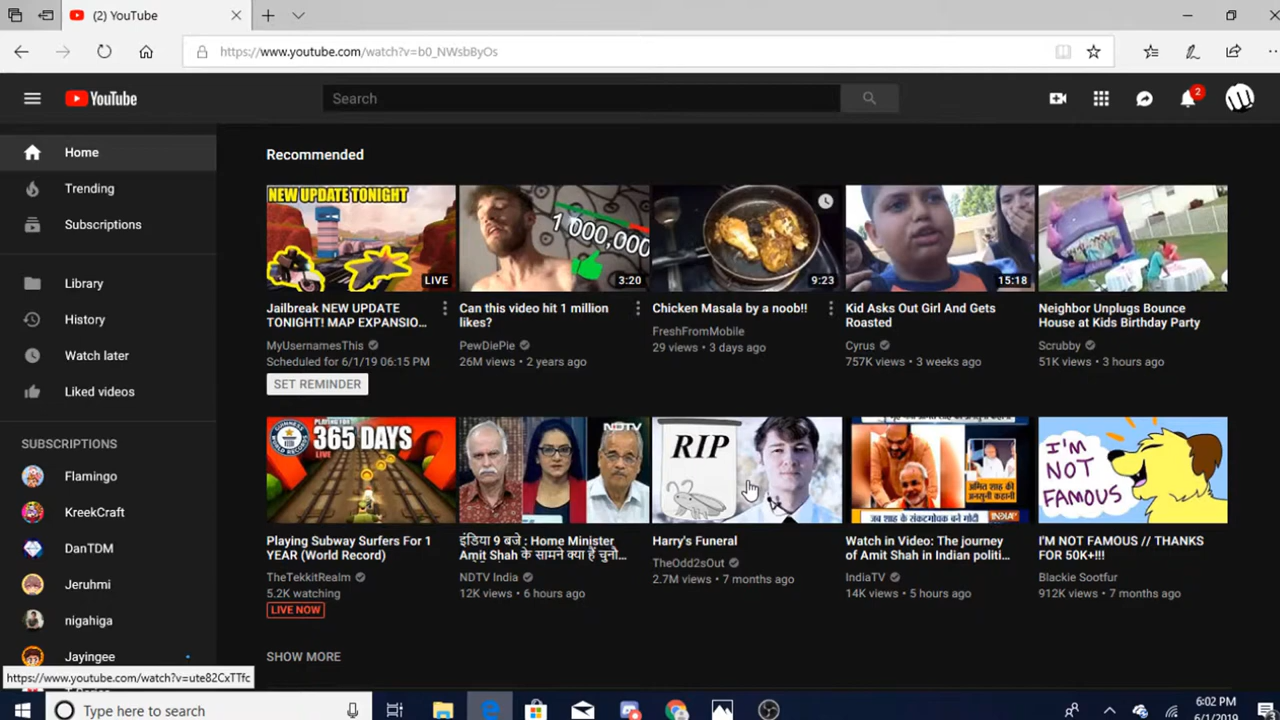 (2) YouTube
https://www.youtube.com/watch?v=b0_NWsbByOs
YouTube
Search
2
Home
Trending
Subscriptions
Library
History
Watch later
Liked videos
SUBSCRIPTIONS
Flamingo
KreekCraft
DanTDM
Jeruhmi
nigahiga
Jayingee
https://www.youtube.com/watch?v=ute82CxTTfc
Recommended
NEW UPDATE TONIGHT
LIVE
1 000,000
3:20
9:23
15:18
Jailbreak NEW UPDATE
TONIGHT! MAP EXPANSIO...
MyUsernamesThis
Scheduled for 6/1/19 06:15 PM
SET REMINDER
Can this video hit 1 million
likes?
PewDiePie
26M views • 2 years ago
Chicken Masala by a noob!!
FreshFromMobile
29 views • 3 days ago
Kid Asks Out Girl And Gets
Roasted
Cyrus
757K views • 3 weeks ago
Neighbor Unplugs Bounce
House at Kids Birthday Party
Scrubby
51K views • 3 hours ago
365 DAYS
LIVE
NDTV
RIP
INDIA
I'M
NOT
FAMOUS
Playing Subway Surfers For 1
YEAR (World Record)
TheTekkitRealm
5.2K watching
LIVE NOW
इंडिया 9 बजे : Home Minister
Amit Shah के सामने क्या हैं चुनौ...
NDTV India
12K views • 6 hours ago
Harry's Funeral
TheOdd2sOut
2.7M views • 7 months ago
Watch in Video: The journey
of Amit Shah in Indian politi...
IndiaTV
14K views • 5 hours ago
I'M NOT FAMOUS // THANKS
FOR 50K+!!!
Blackie Sootfur
912K views • 7 months ago
SHOW MORE
Type here to search
6:02 PM
6/1/2019